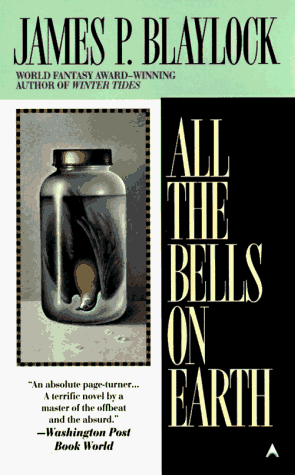 JAMES P. BLAYLOCK
WORLD FANTASY AWARD–WINNING
AUTHOR OF WINTER TIDES
ALL
THE
BELLS
ON
EARTH
"An absolute page-turner...
A terrific novel by a
master of the offbeat
and the absurd."
—Washington Post
Book World